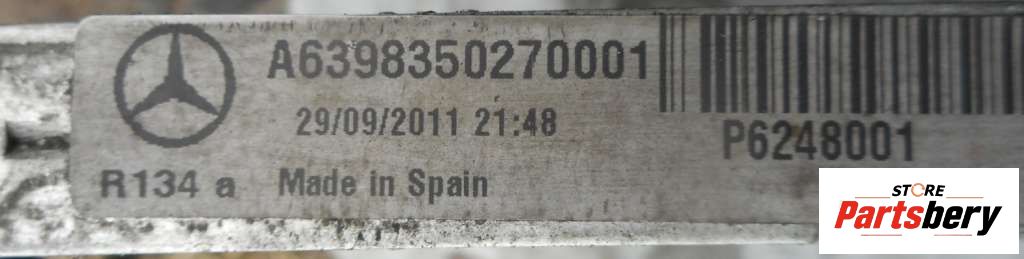 A6398350270001
29/09/2011 21:48
P6248001
R134 a Made in Spain
STORE
Partsbery